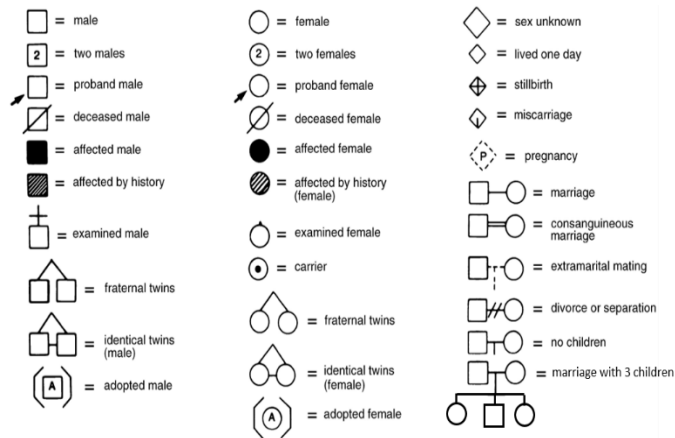 = male
2 = two males
= proband male
= deceased male
= affected male
= affected by history
= examined male
= fraternal twins
= identical twins
(male)
A = adopted male
= female
2 = two females
= proband female
= deceased female
= affected female
= affected by history
(female)
= examined female
= carrier
= fraternal twins
= identical twins
(female)
A = adopted female
= sex unknown
= lived one day
= stillbirth
= miscarriage
P = pregnancy
= marriage
= consanguineous
marriage
= extramarital mating
= divorce or separation
= no children
= marriage with 3 children